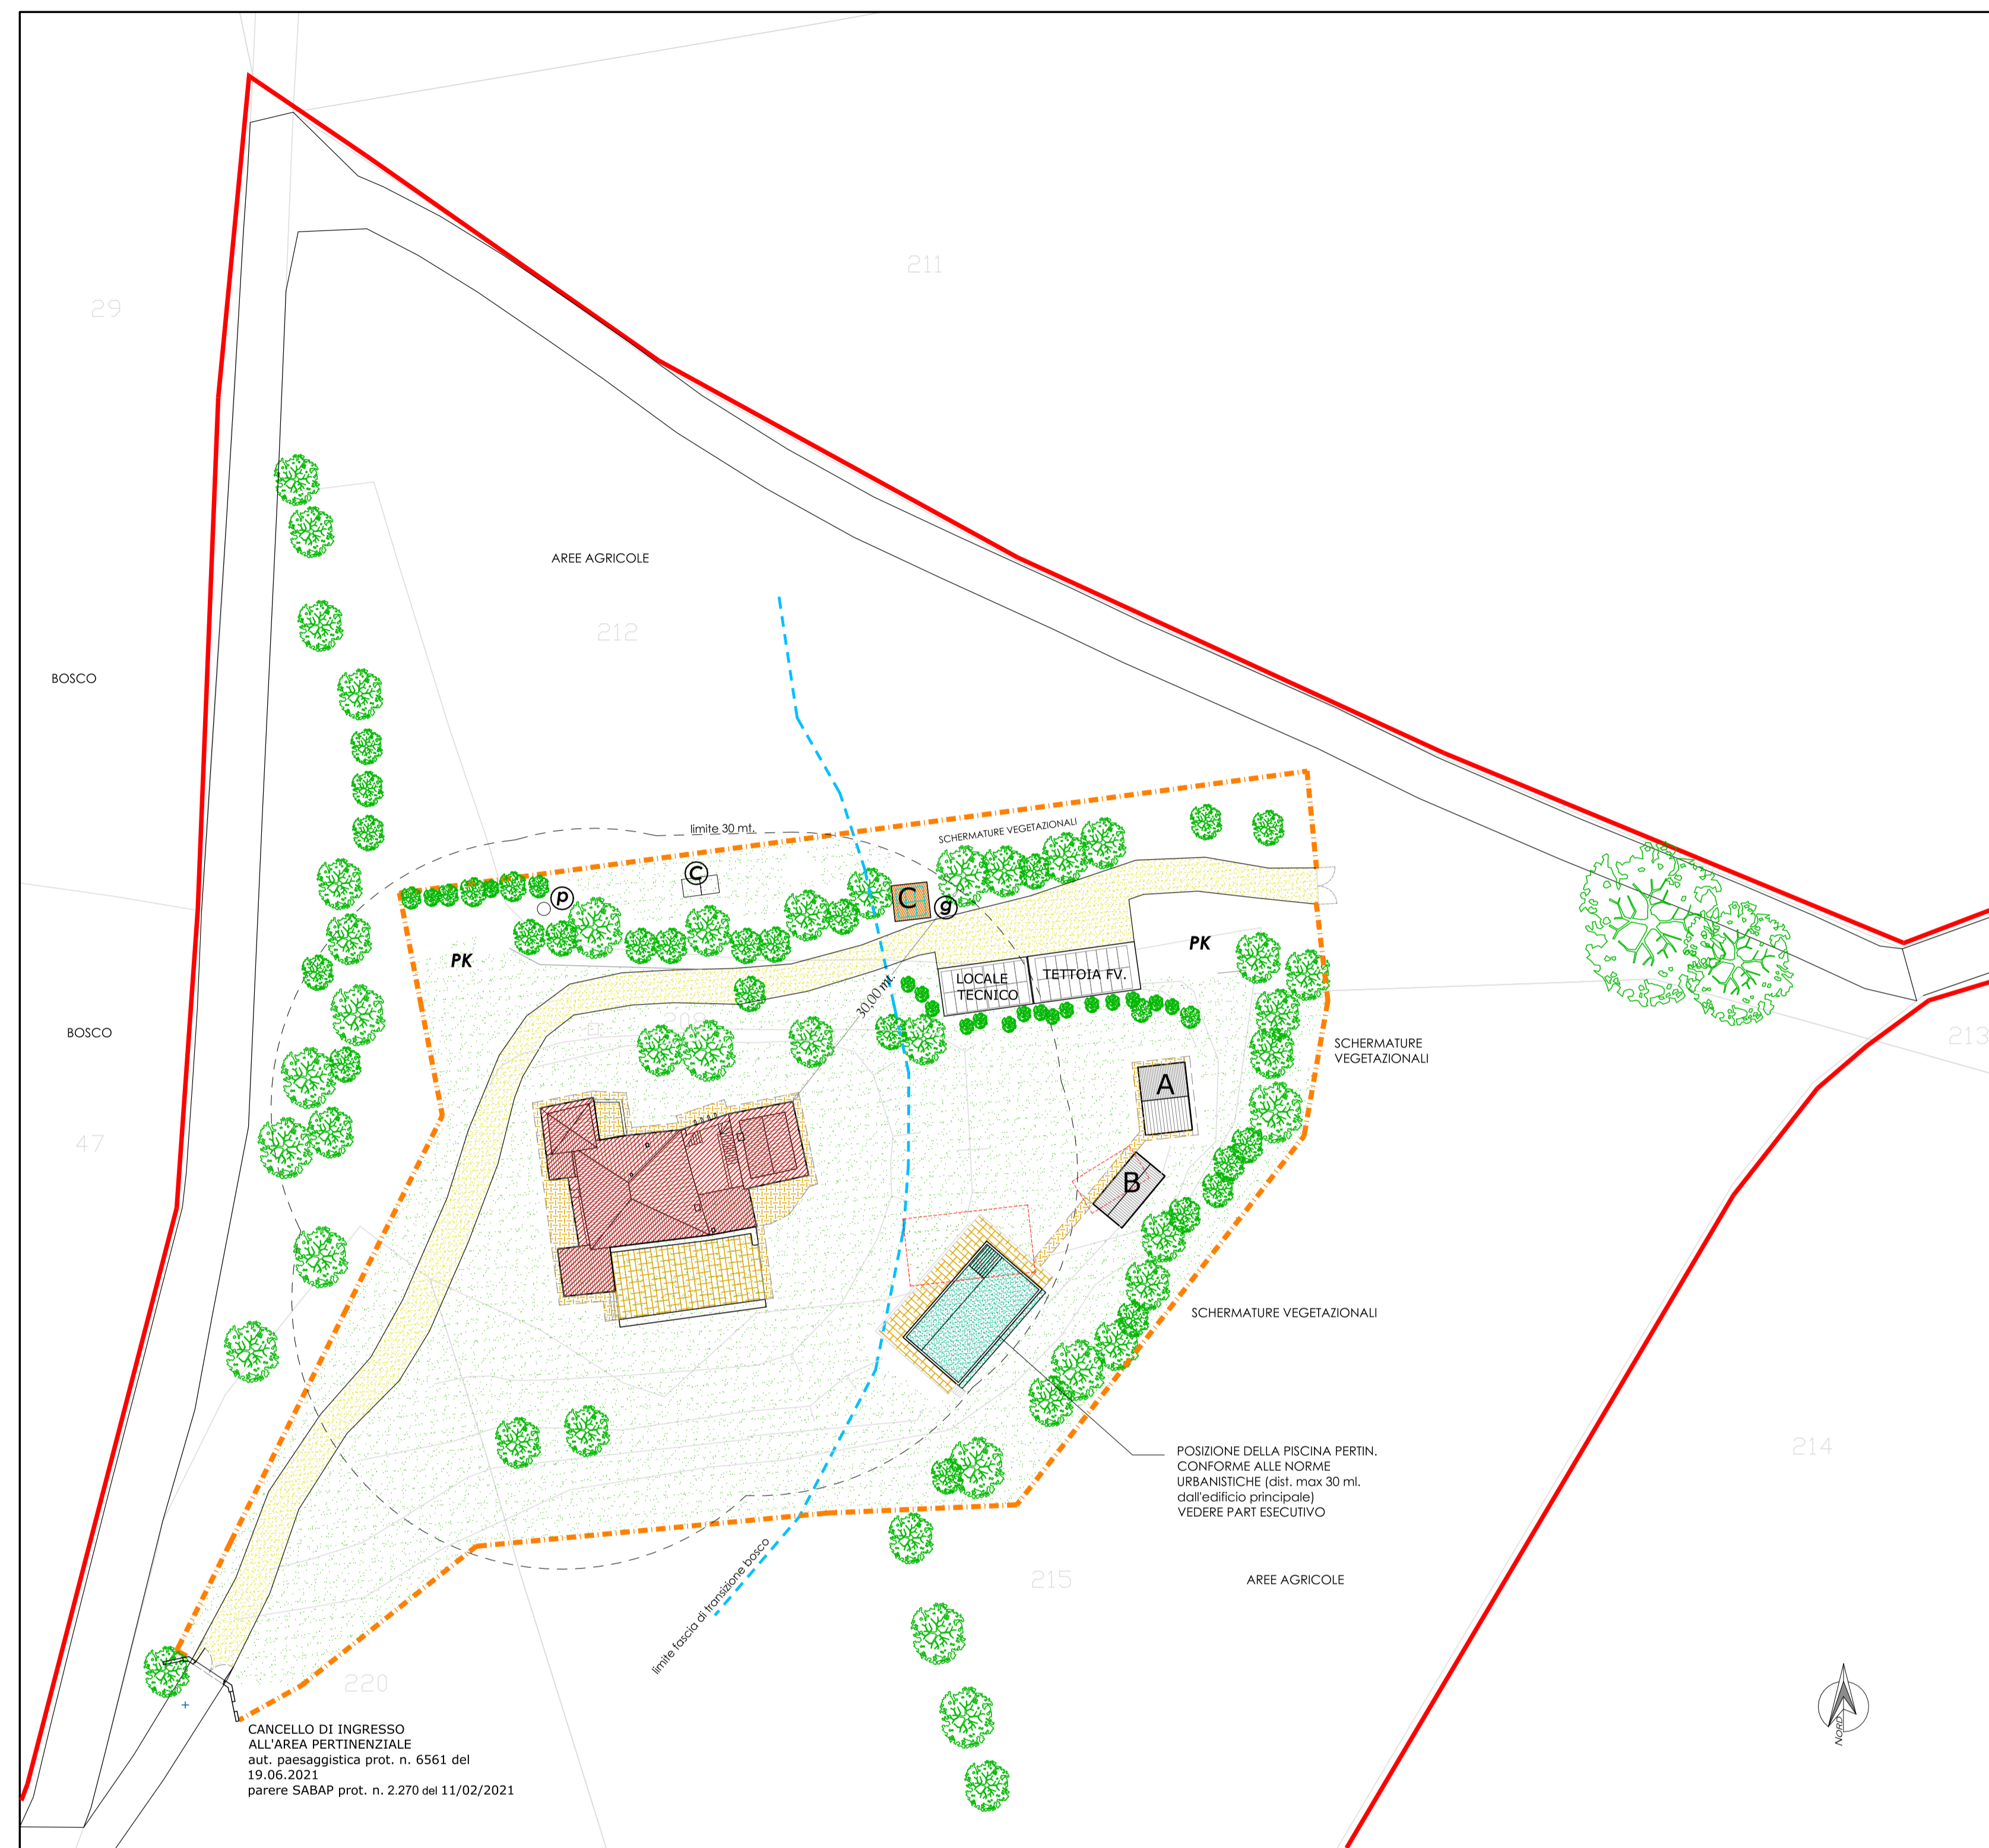 211
29
AREE AGRICOLE
212
BOSCO
limite 30 mt.
SCHERMATURE VEGETAZIONALI
C
p
C
g
PK
PK
LOCALE
TECNICO
TETTOIA FV.
30,00 mt.
209
BOSCO
SCHERMATURE
VEGETAZIONALI
213
A
47
B
SCHERMATURE VEGETAZIONALI
214
POSIZIONE DELLA PISCINA PERTIN.
CONFORME ALLE NORME
URBANISTICHE (dist. max 30 ml.
dall'edificio principale)
VEDERE PART ESECUTIVO
limite fascia di transizione bosco
215
AREE AGRICOLE
220
NORD
CANCELLO DI INGRESSO
ALL'AREA PERTINENZIALE
aut. paesaggistica prot. n. 6561 del
19.06.2021
parere SABAP prot. n. 2.270 del 11/02/2021